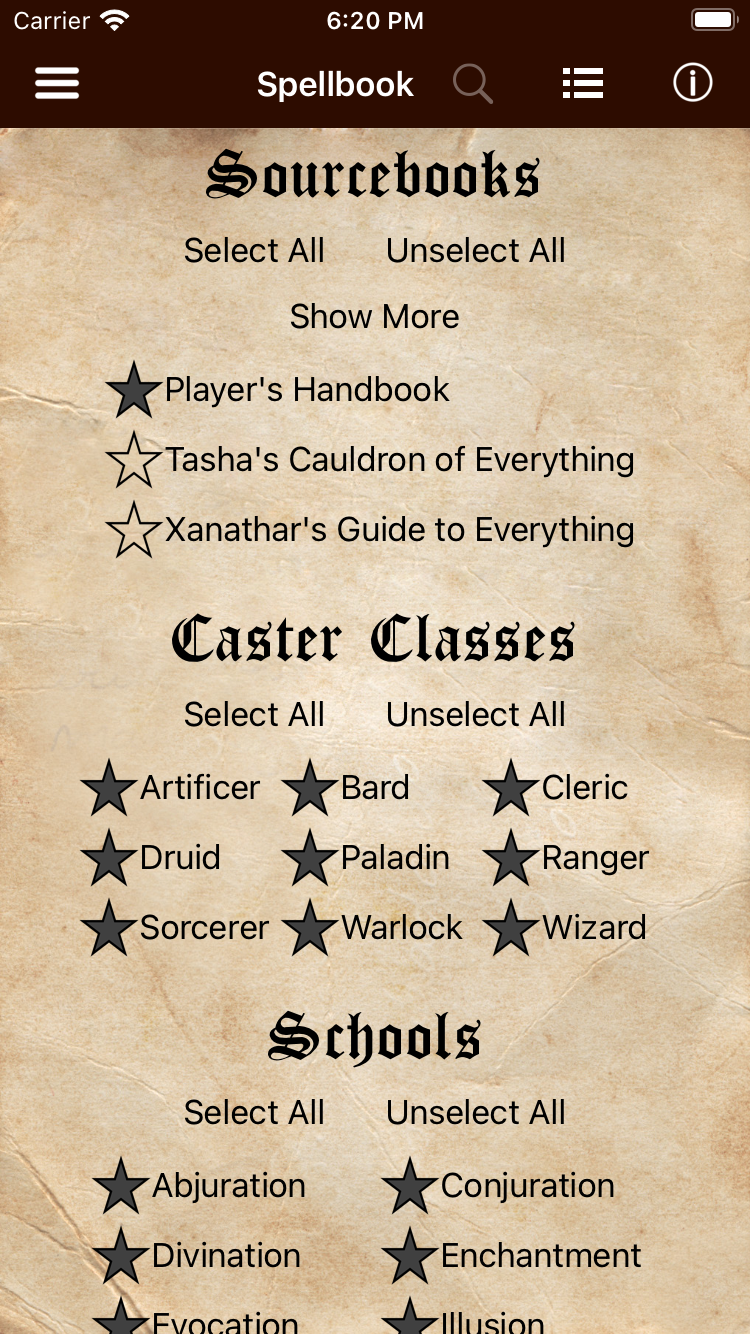 Carrier 6:20 PM
Spellbook
Sourcebooks
Select All Unselect All
Show More
Player's Handbook
Tasha's Cauldron of Everything
Xanathar's Guide to Everything
Caster Classes
Select All Unselect All
Artificer Bard Cleric
Druid Paladin Ranger
Sorcerer Warlock Wizard
Schools
Select All Unselect All
Abjuration Conjuration
Divination Enchantment
Evocation Illusion